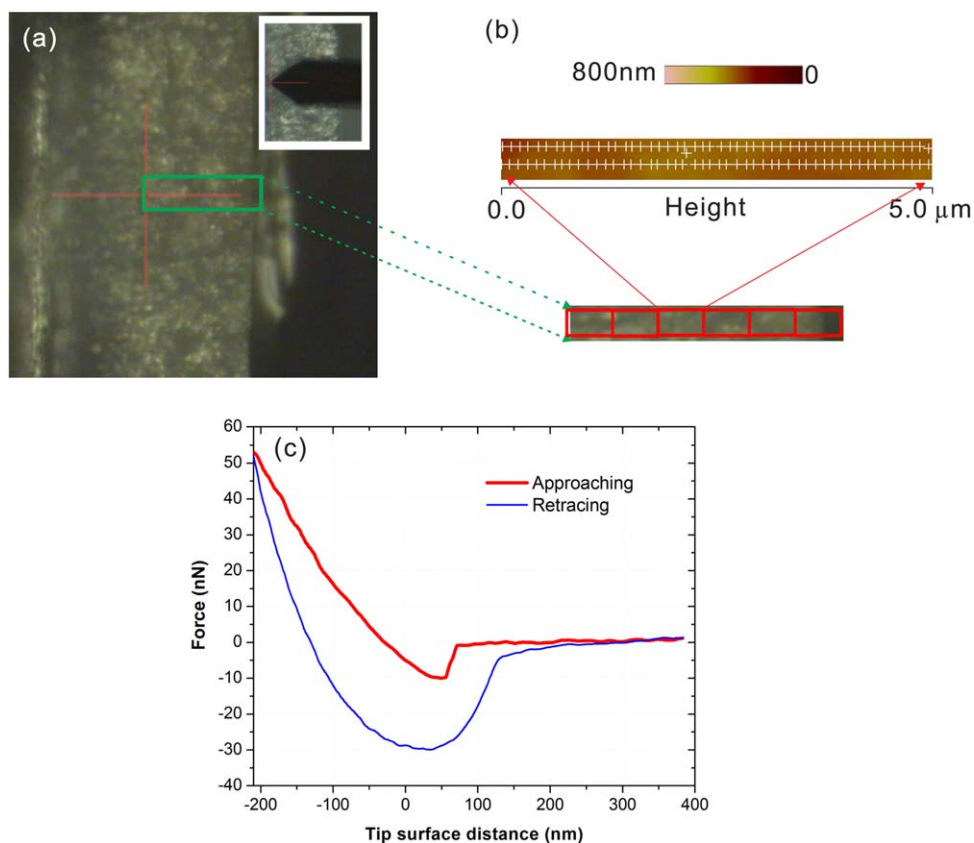 (a)
(b)
800nm 0
0.0 Height 5.0 μm
(c)
Approaching
Retracing
60
50
40
30
20
10
0
-10
-20
-30
-40
Force (nN)
-200 -100 0 100 200 300 400
Tip surface distance (nm)